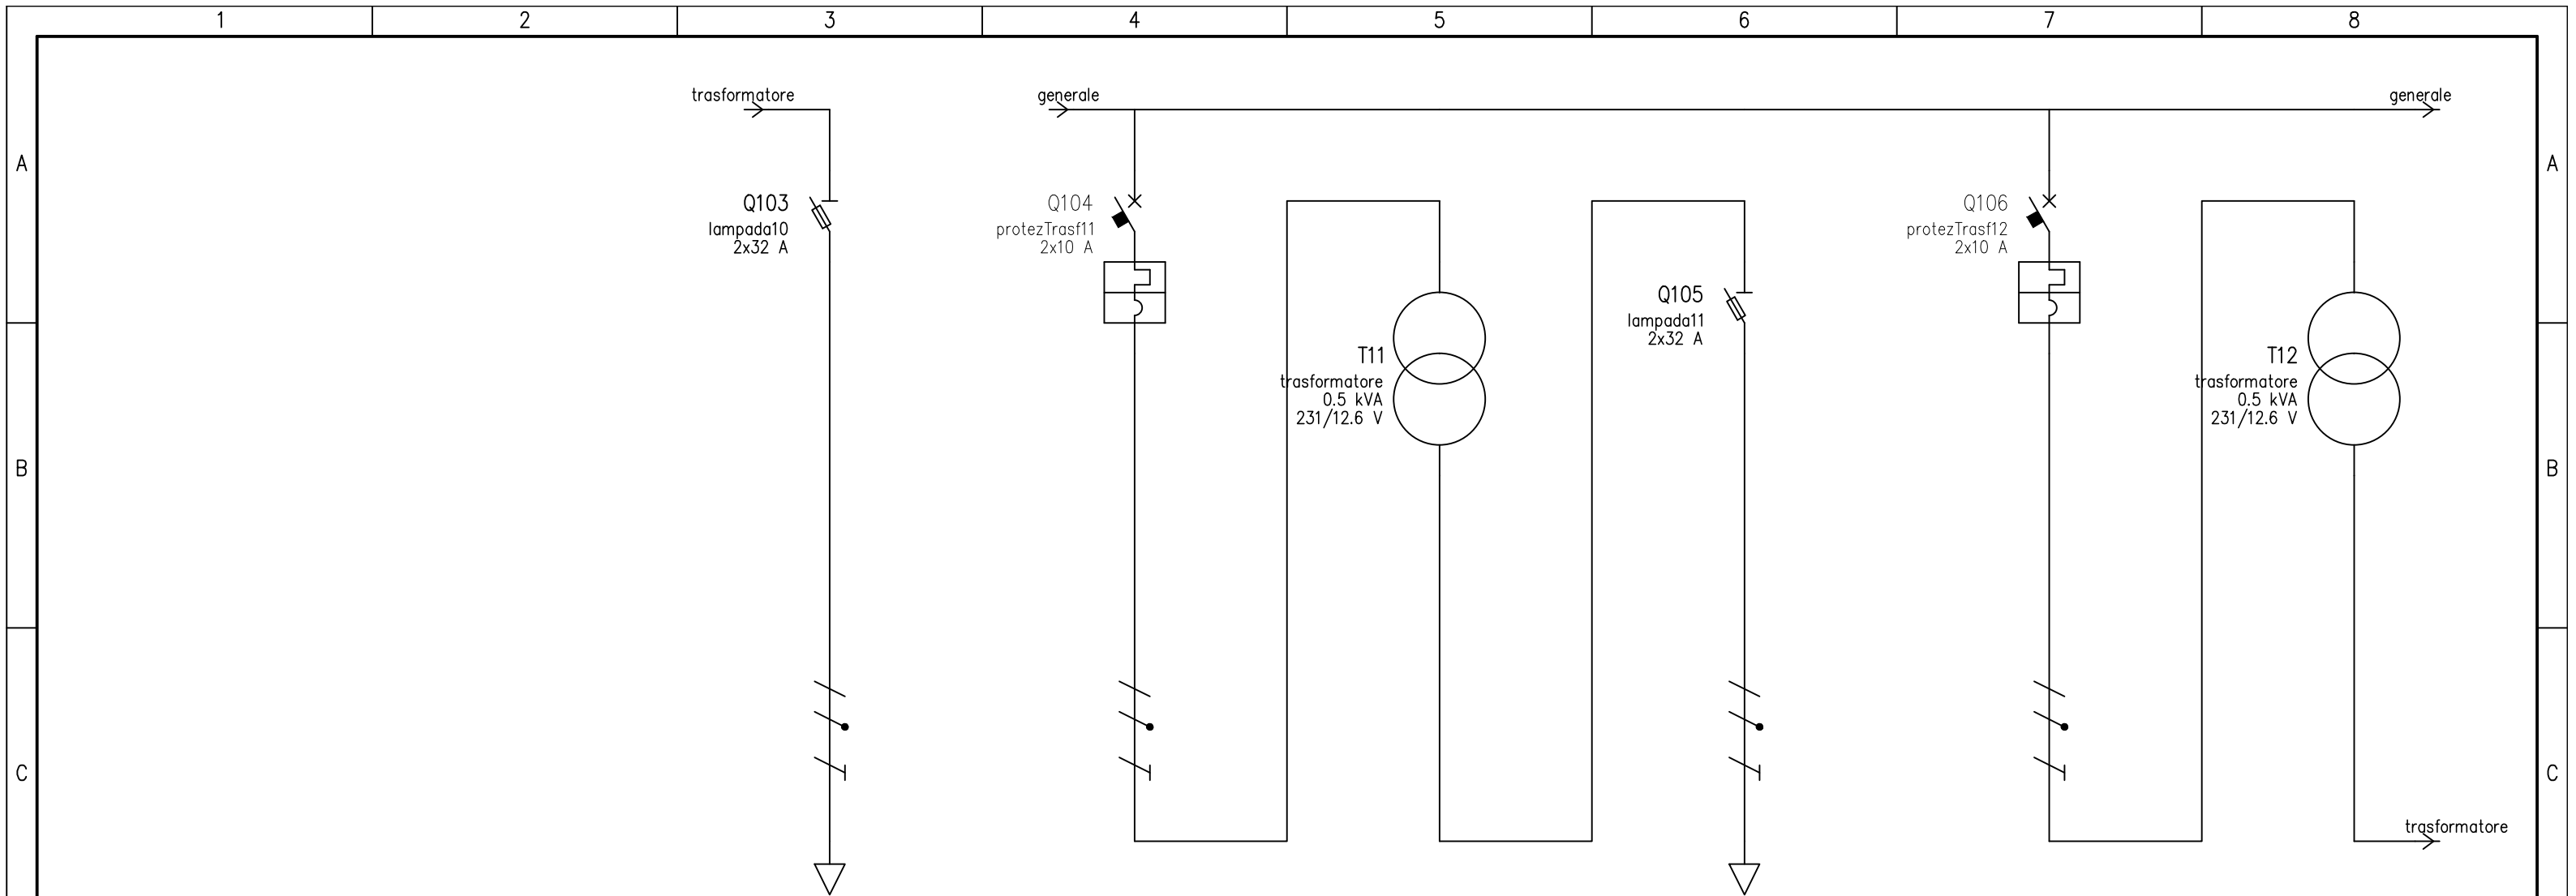 1 2 3 4 5 6 7 8
trasformatore
generale
generale
A
A
Q103
lampada10
2x32 A
Q104
protezTrasf11
2x10 A
Q106
protezTrasf12
2x10 A
Q105
lampada11
2x32 A
T11
trasformatore
0.5 kVA
231/12.6 V
T12
trasformatore
0.5 kVA
231/12.6 V
B
B
C
C
trasformatore